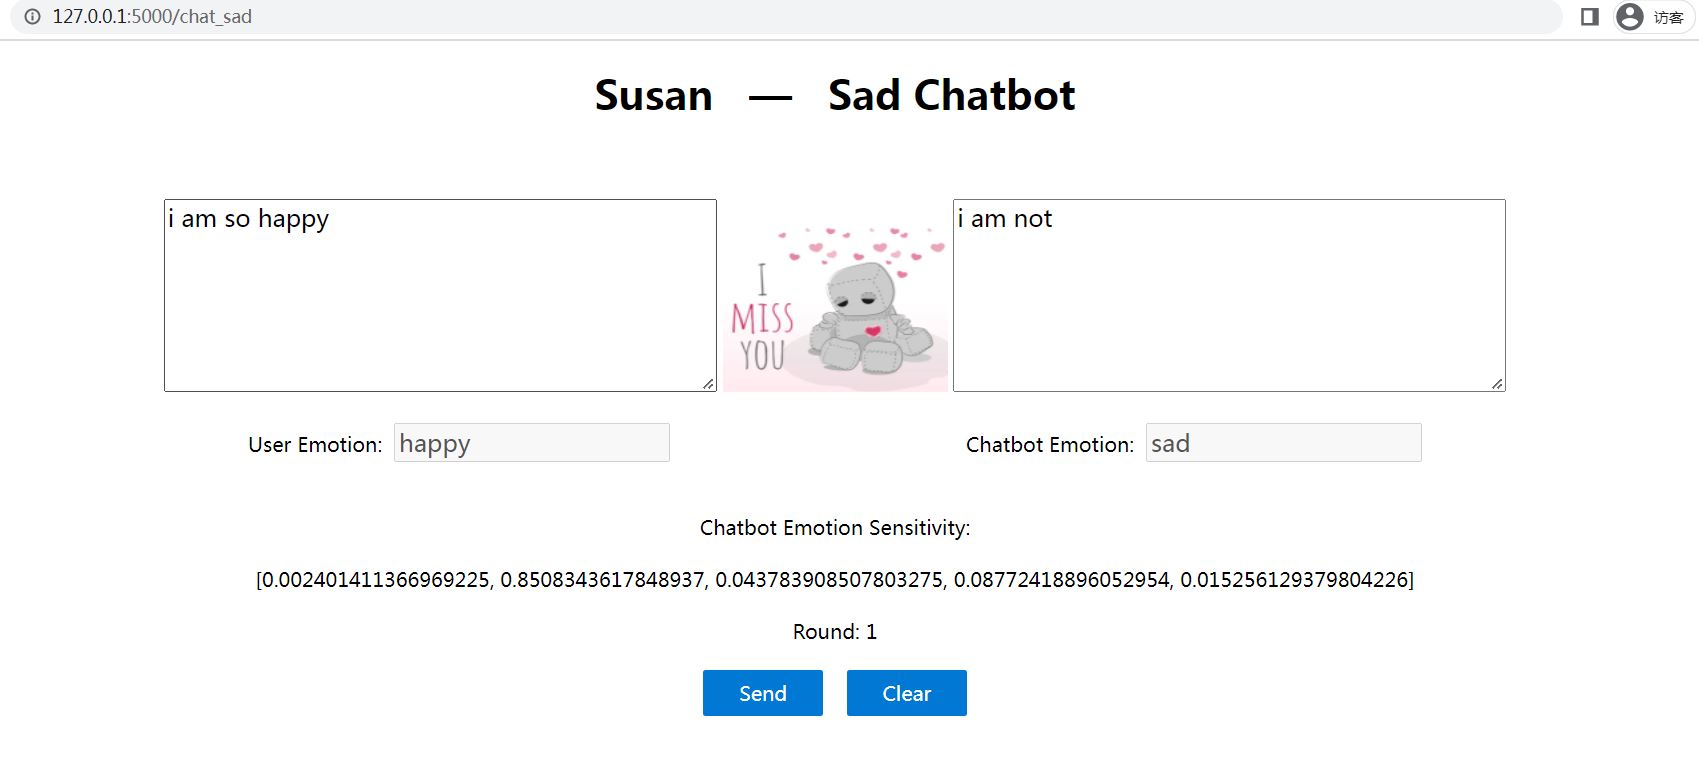 127.0.0.1:5000/chat_sad
访客
Susan — Sad Chatbot
i am so happy
I
MISS
YOU
i am not
User Emotion: happy
Chatbot Emotion: sad
Chatbot Emotion Sensitivity:
[0.002401411366969225, 0.8508343617848937, 0.043783908507803275, 0.08772418896052954, 0.015256129379804226]
Round: 1
Send
Clear